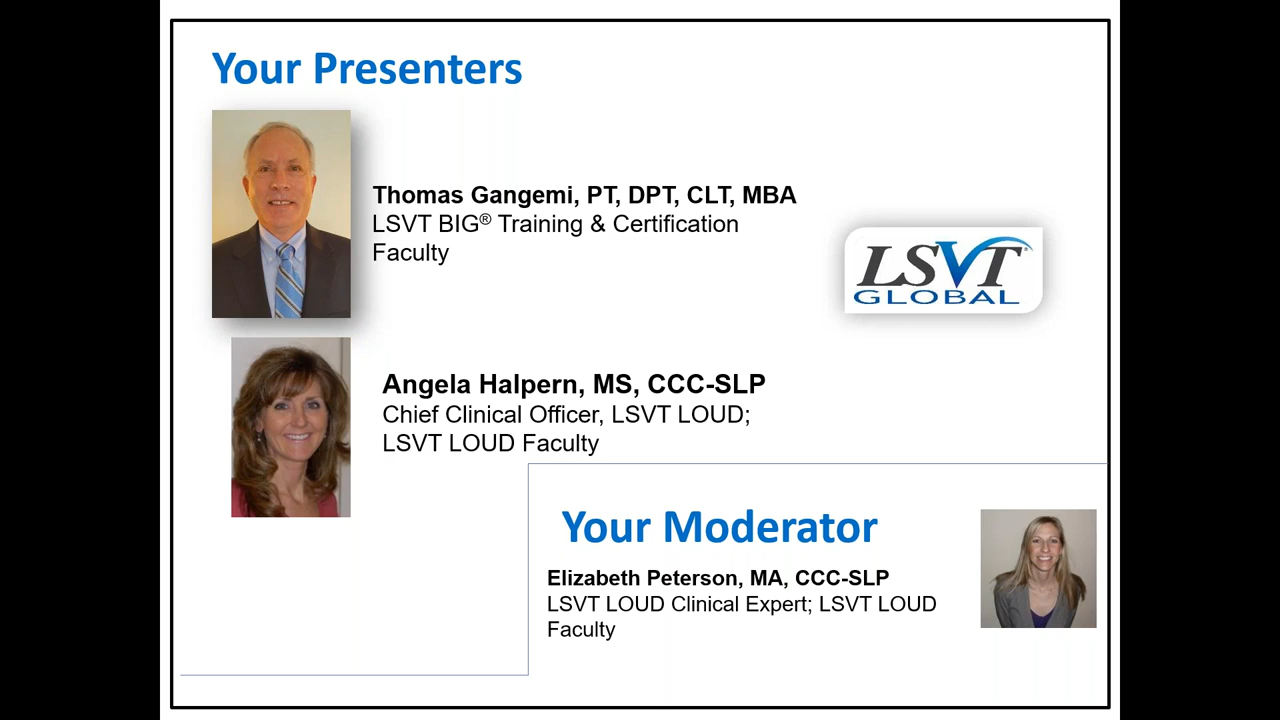 Your Presenters
Thomas Gangemi, PT, DPT, CLT, MBA
LSVT BIG® Training & Certification
Faculty
LSVT®
GLOBAL
Angela Halpern, MS, CCC-SLP
Chief Clinical Officer, LSVT LOUD;
LSVT LOUD Faculty
Your Moderator
Elizabeth Peterson, MA, CCC-SLP
LSVT LOUD Clinical Expert; LSVT LOUD
Faculty